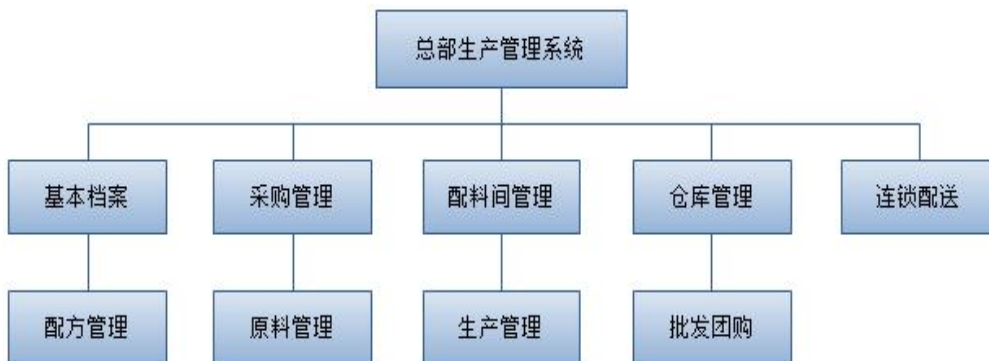 总部生产管理系统
基本档案
采购管理
配料间管理
仓库管理
连锁配送
配方管理
原料管理
生产管理
批发团购